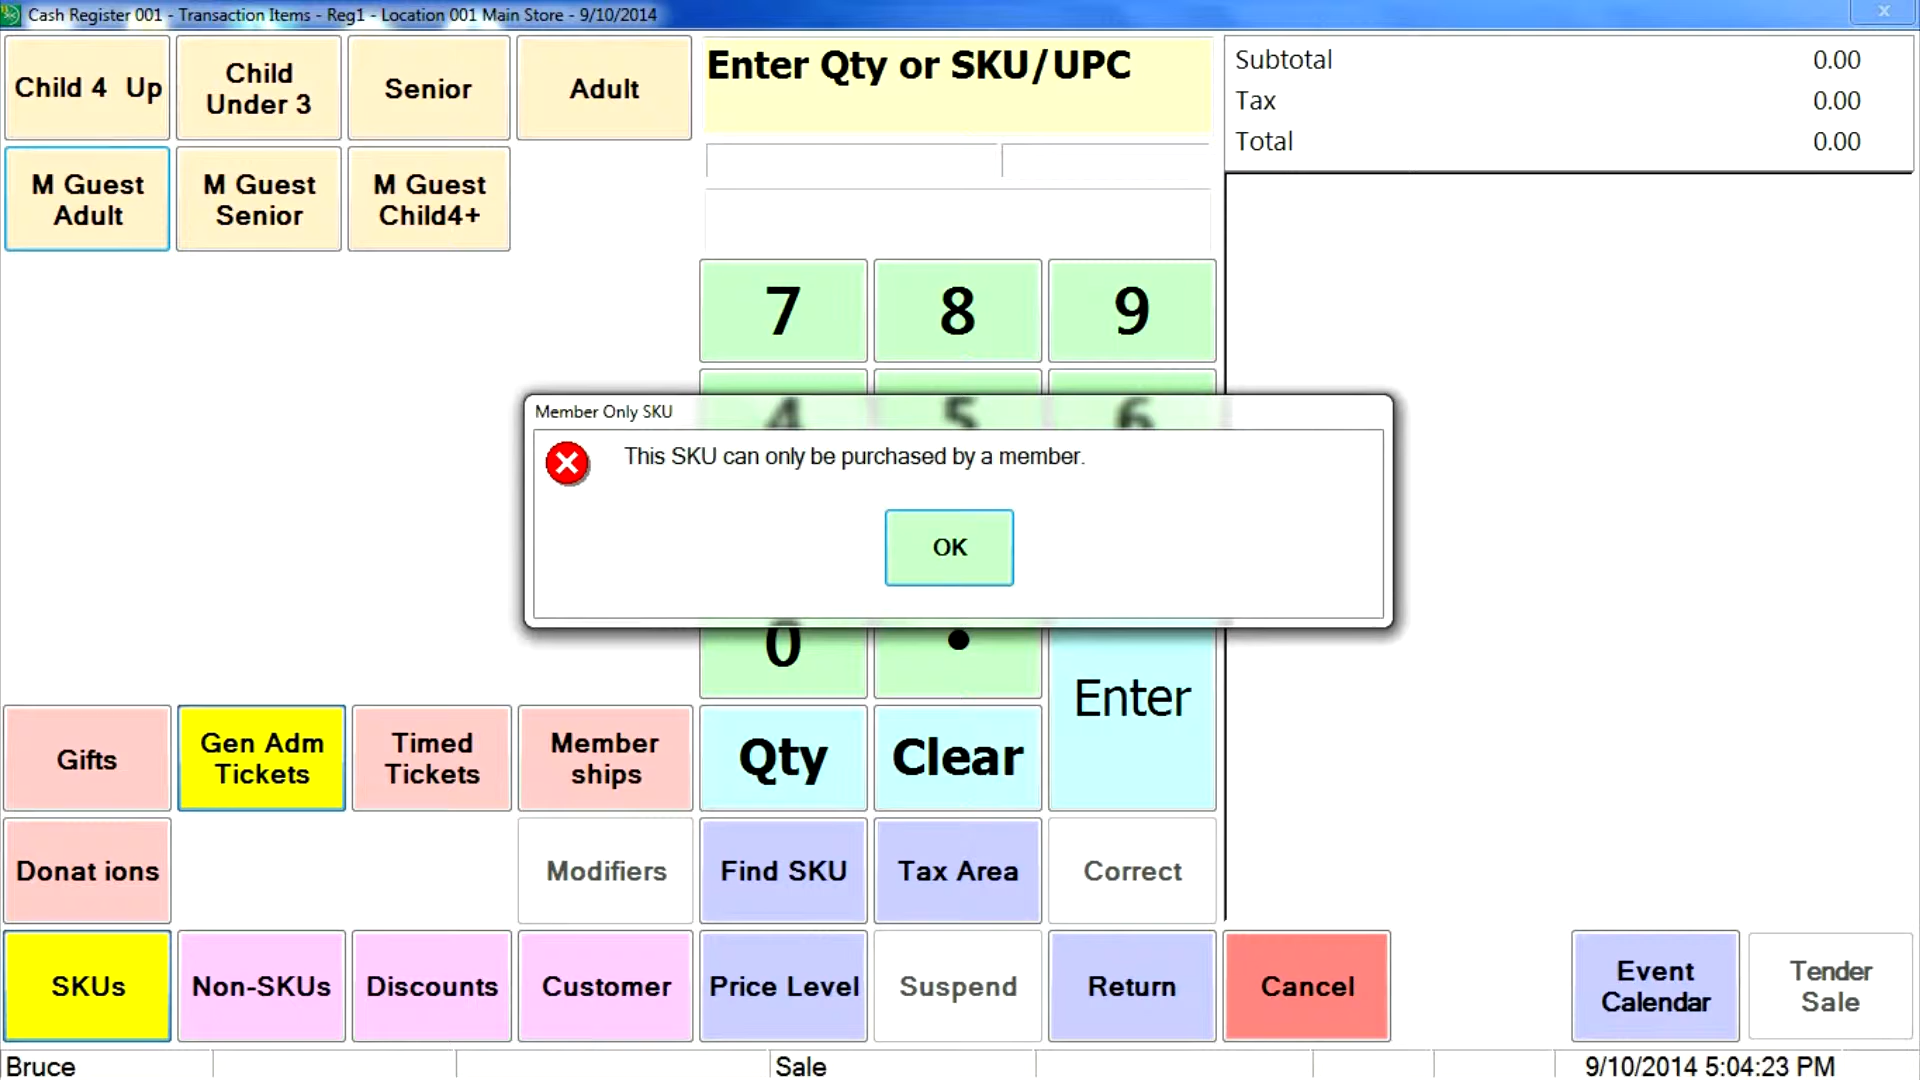 Cash Register 001 - Transaction Items - Reg1 - Location 001 Main Store - 9/10/2014
x
Child 4 Up
Child
Under 3
Senior
Adult
Enter Qty or SKU/UPC
Subtotal 0.00
Tax 0.00
Total 0.00
M Guest
Adult
M Guest
Senior
M Guest
Child4+
7
8
9
4
5
6
Member Only SKU
This SKU can only be purchased by a member.
OK
0
.
Enter
Gifts
Gen Adm
Tickets
Timed
Tickets
Member
ships
Qty
Clear
Donat ions
Modifiers
Find SKU
Tax Area
Correct
SKUs
Non-SKUs
Discounts
Customer
Price Level
Suspend
Return
Cancel
Event
Calendar
Tender
Sale
Bruce
Sale
9/10/2014 5:04:23 PM